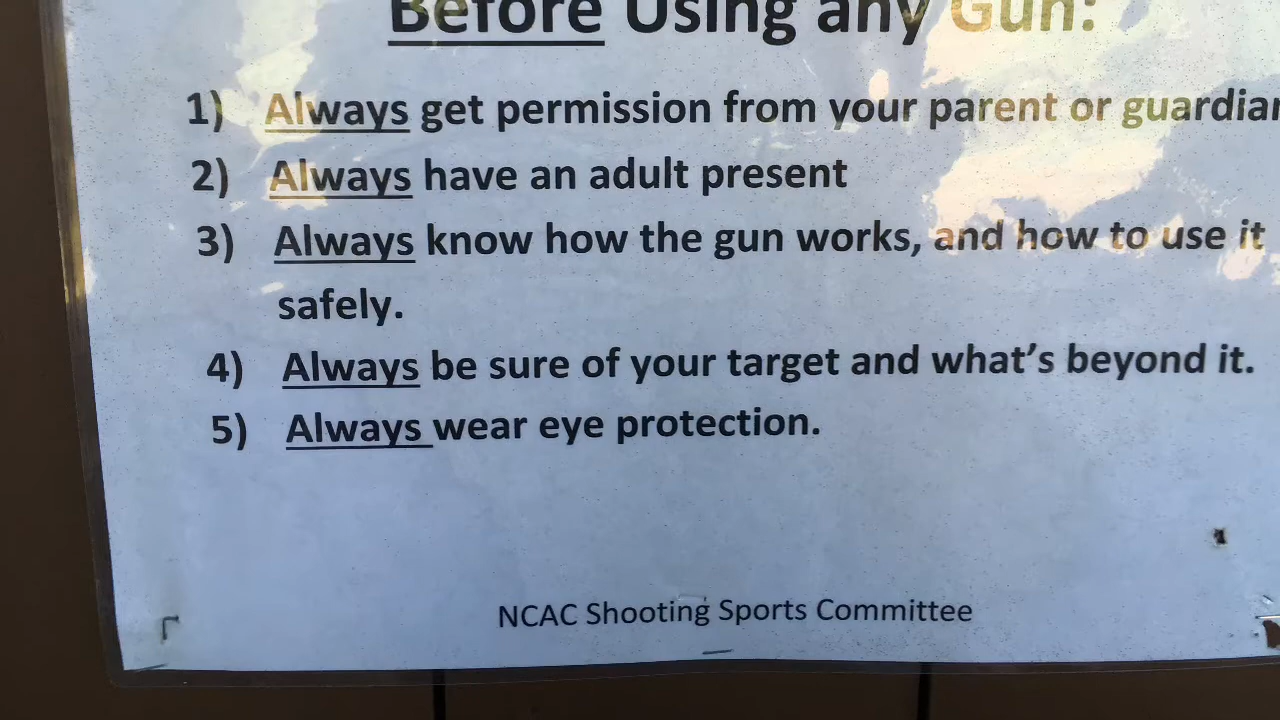 Before Using any Gun:
1) Always get permission from your parent or guardian
2) Always have an adult present
3) Always know how the gun works, and how to use it
safely.
4) Always be sure of your target and what's beyond it.
5) Always wear eye protection.
NCAC Shooting Sports Committee